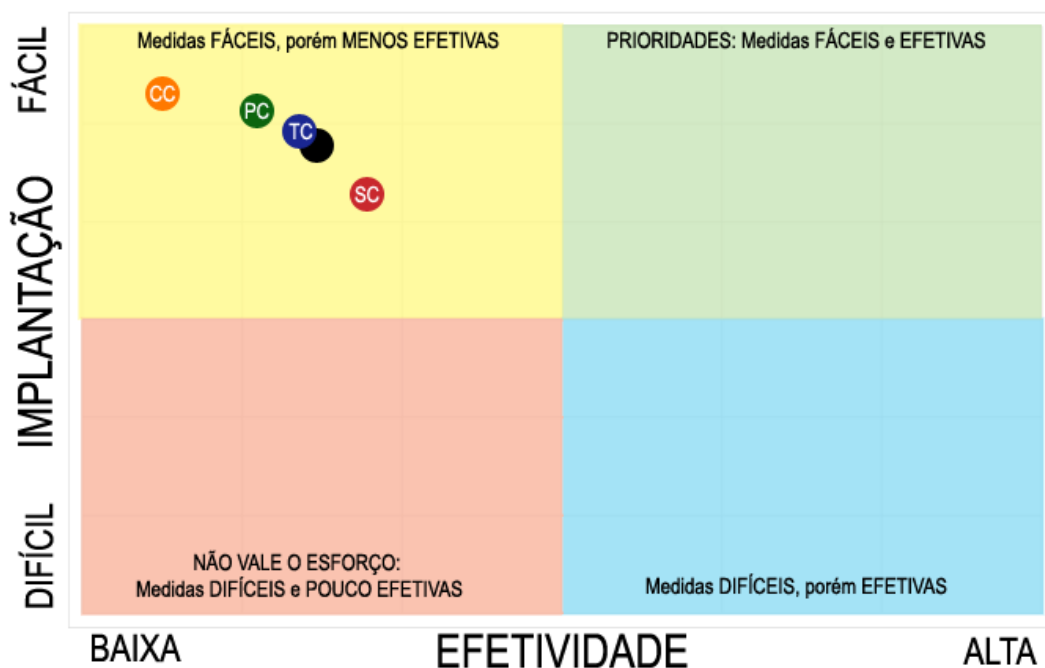 FÁCIL
IMPLANTAÇÃO
DIFÍCIL
Medidas FÁCEIS, porém MENOS EFETIVAS
PRIORIDADES: Medidas FÁCEIS e EFETIVAS
CC
PC
TC
SC
NÃO VALE O ESFORÇO:
Medidas DIFÍCEIS e POUCO EFETIVAS
Medidas DIFÍCEIS, porém EFETIVAS
BAIXA
EFETIVIDADE
ALTA